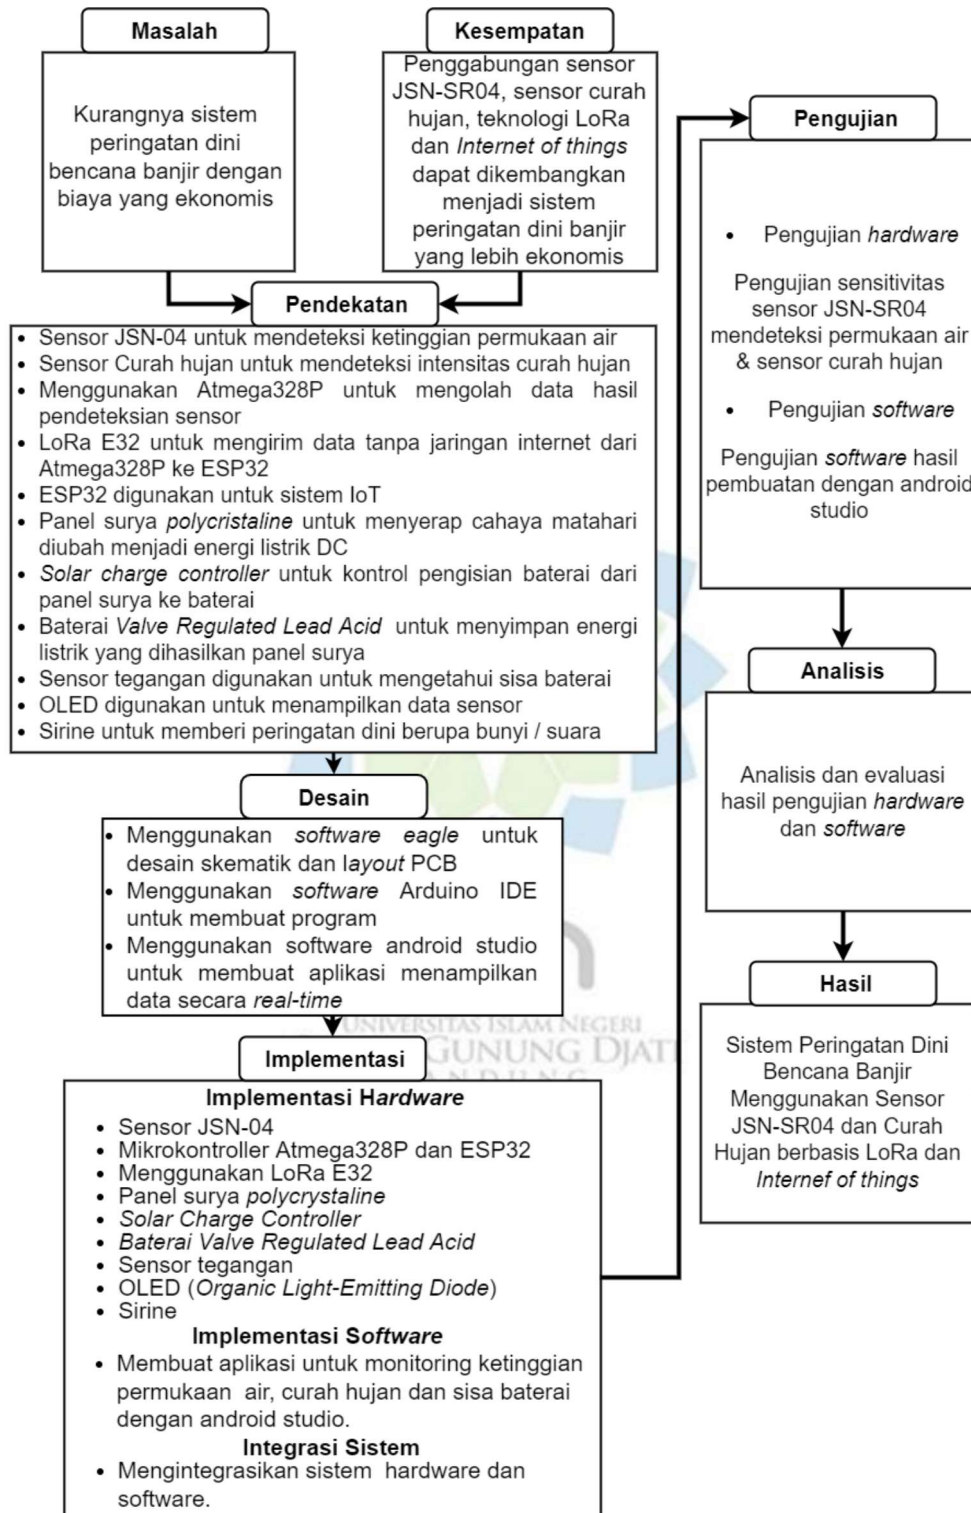 Masalah
Kurangnya sistem
peringatan dini
bencana banjir dengan
biaya yang ekonomis
Kesempatan
Penggabungan sensor
JSN-SR04, sensor curah
hujan, teknologi LoRa
dan Internet of things
dapat dikembangkan
menjadi sistem
peringatan dini banjir
yang lebih ekonomis
Pendekatan
• Sensor JSN-04 untuk mendeteksi ketinggian permukaan air
• Sensor Curah hujan untuk mendeteksi intensitas curah hujan
• Menggunakan Atmega328P untuk mengolah data hasil
pendeteksian sensor
• LoRa E32 untuk mengirim data tanpa jaringan internet dari
Atmega328P ke ESP32
• ESP32 digunakan untuk sistem IoT
• Panel surya polycristaline untuk menyerap cahaya matahari
diubah menjadi energi listrik DC
• Solar charge controller untuk kontrol pengisian baterai dari
panel surya ke baterai
• Baterai Valve Regulated Lead Acid untuk menyimpan energi
listrik yang dihasilkan panel surya
• Sensor tegangan digunakan untuk mengetahui sisa baterai
• OLED digunakan untuk menampilkan data sensor
• Sirine untuk memberi peringatan dini berupa bunyi / suara
Desain
• Menggunakan software eagle untuk
desain skematik dan layout PCB
• Menggunakan software Arduino IDE
untuk membuat program
• Menggunakan software android studio
untuk membuat aplikasi menampilkan
data secara real-time
UNIVERSITAS ISLAM NEGERI
GUNUNG DJATI
Implementasi
Implementasi Hardware
• Sensor JSN-04
• Mikrokontroller Atmega328P dan ESP32
• Menggunakan LoRa E32
• Panel surya polycrystaline
• Solar Charge Controller
• Baterai Valve Regulated Lead Acid
• Sensor tegangan
• OLED (Organic Light-Emitting Diode)
• Sirine
Implementasi Software
• Membuat aplikasi untuk monitoring ketinggian
permukaan air, curah hujan dan sisa baterai
dengan android studio.
Integrasi Sistem
• Mengintegrasikan sistem hardware dan
software.
Pengujian
• Pengujian hardware
Pengujian sensitivitas
sensor JSN-SR04
mendeteksi permukaan air
& sensor curah hujan
• Pengujian software
Pengujian software hasil
pembuatan dengan android
studio
Analisis
Analisis dan evaluasi
hasil pengujian hardware
dan software
Hasil
Sistem Peringatan Dini
Bencana Banjir
Menggunakan Sensor
JSN-SR04 dan Curah
Hujan berbasis LoRa dan
Internef of things